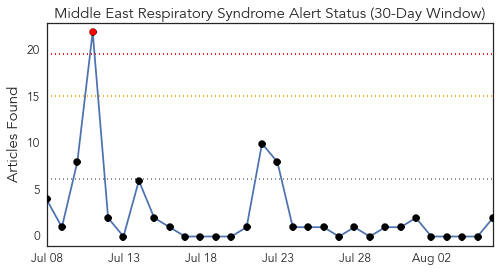 Middle East Respiratory Syndrome Alert Status (30-Day Window)
Articles Found
20
15
10
5
0
Jul 08 Jul 13 Jul 18 Jul 23 Jul 28 Aug 02